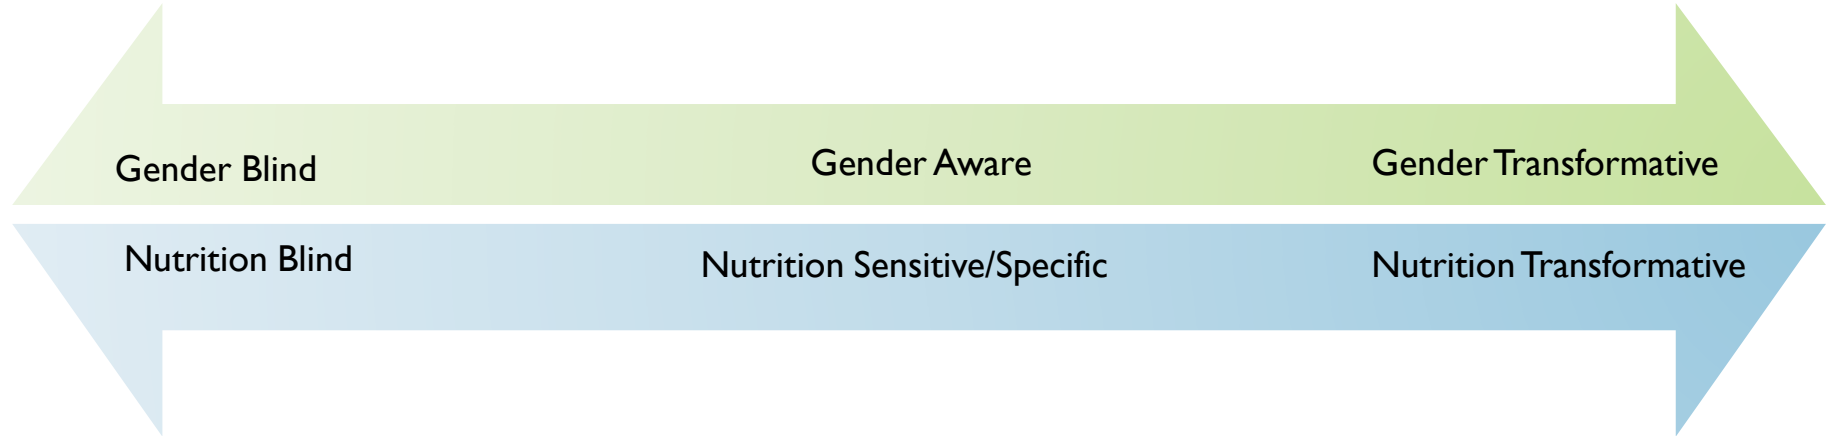 Gender Blind
Gender Aware
Gender Transformative
Nutrition Blind
Nutrition Sensitive/Specific
Nutrition Transformative